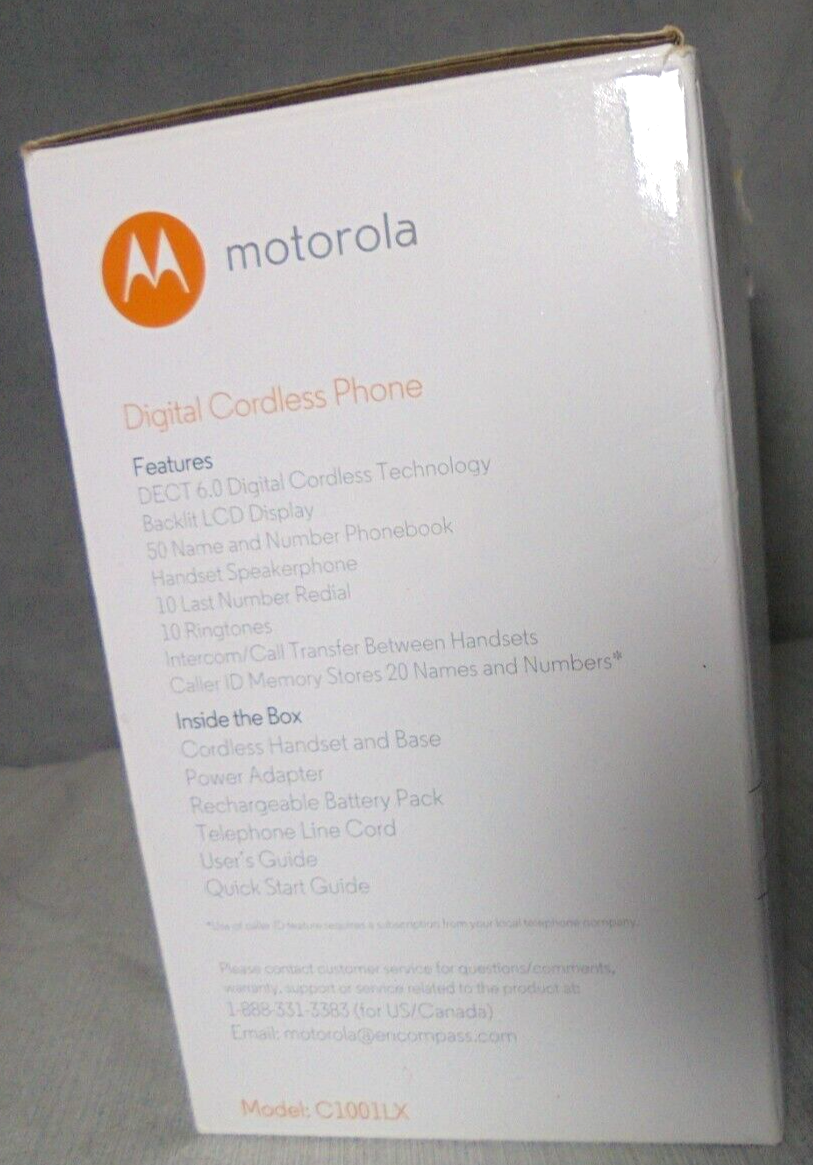 motorola
Digital Cordless Phone
Features
DECT 6.0 Digital Cordless Technology
Backlit LCD Display
50 Name and Number Phonebook
Handset Speakerphone
10 Last Number Redial
10 Ringtones
Intercom/Call Transfer Between Handsets
Caller ID Memory Stores 20 Names and Numbers*
Inside the Box
Cordless Handset and Base
Power Adapter
Rechargeable Battery Pack
Telephone Line Cord
User's Guide
Quick Start Guide
*Use of caller ID feature requires a subscription from your local telephone company.
Please contact customer service for questions/comments,
warranty, support or service related to the product at:
1-888-331-3383 (for US/Canada)
Email: motorola@encompass.com
Model: C1001LX